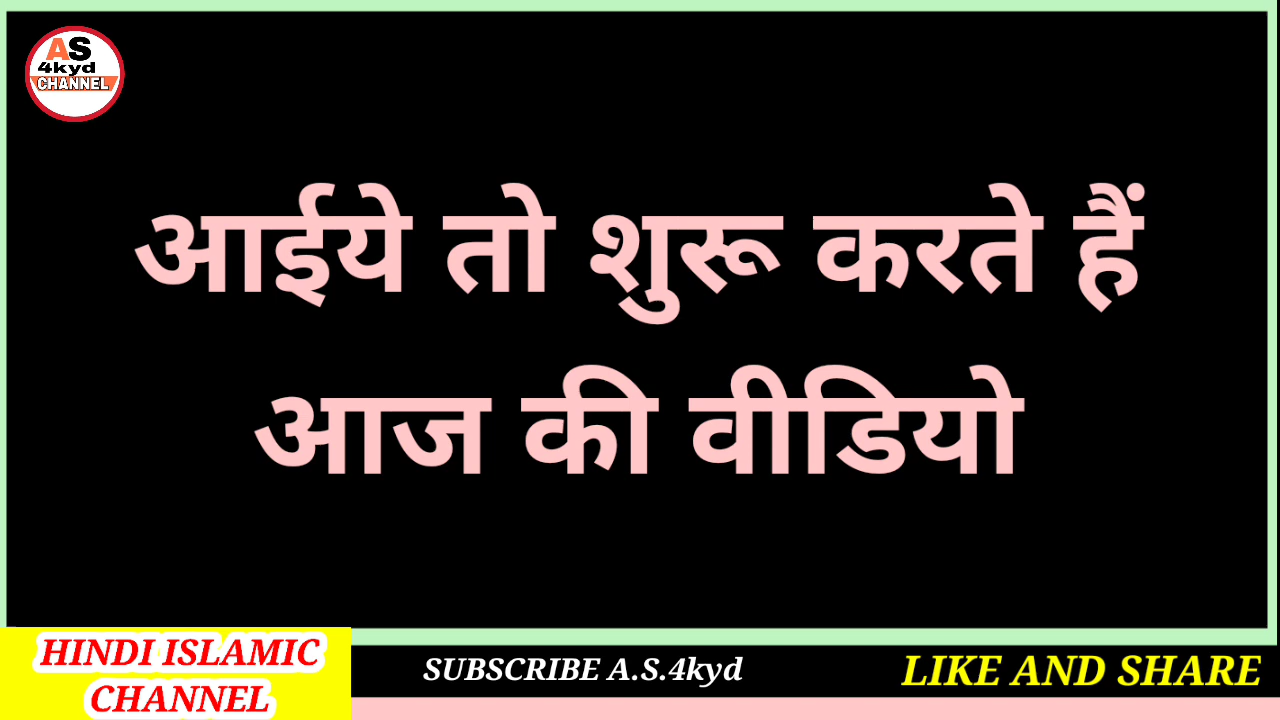 AS
4kyd
CHANNEL
आईये तो शुरू करते हैं
आज की वीडियो
HINDI ISLAMIC
CHANNEL
SUBSCRIBE A.S.4kyd
LIKE AND SHARE